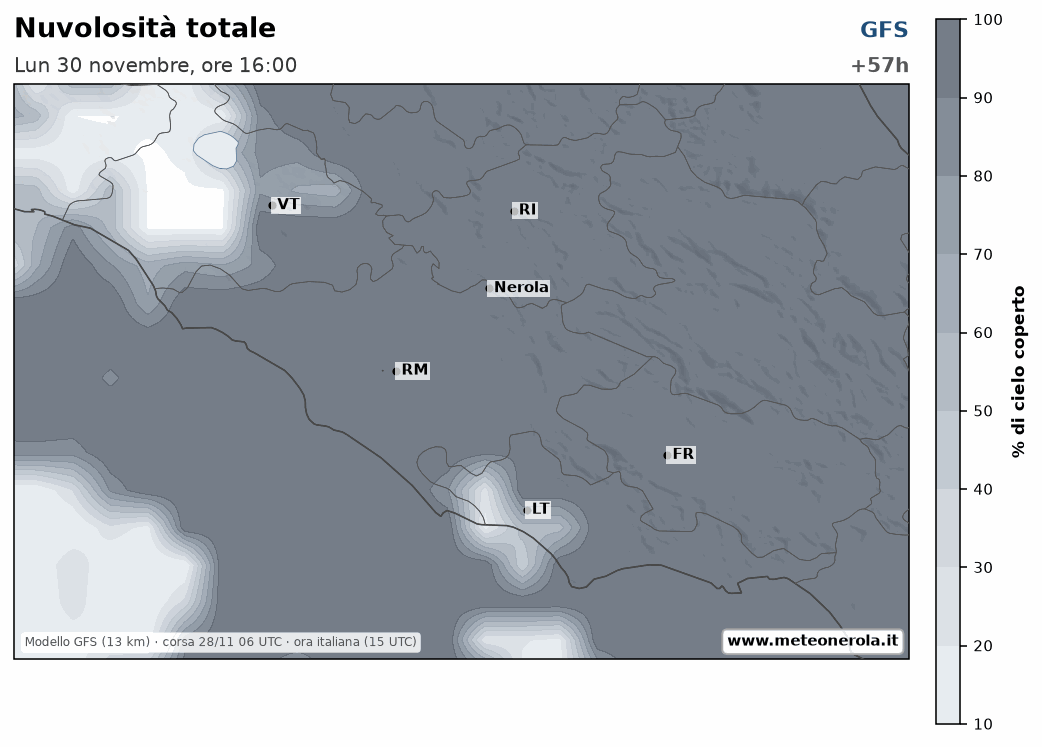 Nuvolosità totale
GFS
Lun 30 novembre, ore 16:00
+57h
100
90
80
70
60
50
40
30
20
10
% di cielo coperto
VT
RI
Nerola
RM
FR
LT
Modello GFS (13 km) · corsa 28/11 06 UTC · ora italiana (15 UTC)
www.meteonerola.it